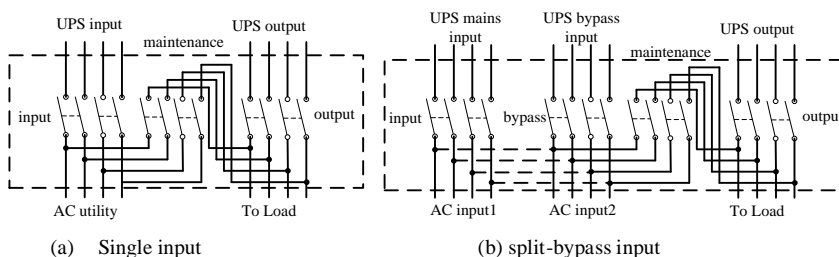 UPS input
UPS output
maintenance
input
output
AC utility
To Load
(a) Single input
UPS mains
input
UPS bypass
input
UPS output
maintenance
input
bypass
outpu
AC input1
AC input2
To Load
(b) split-bypass input